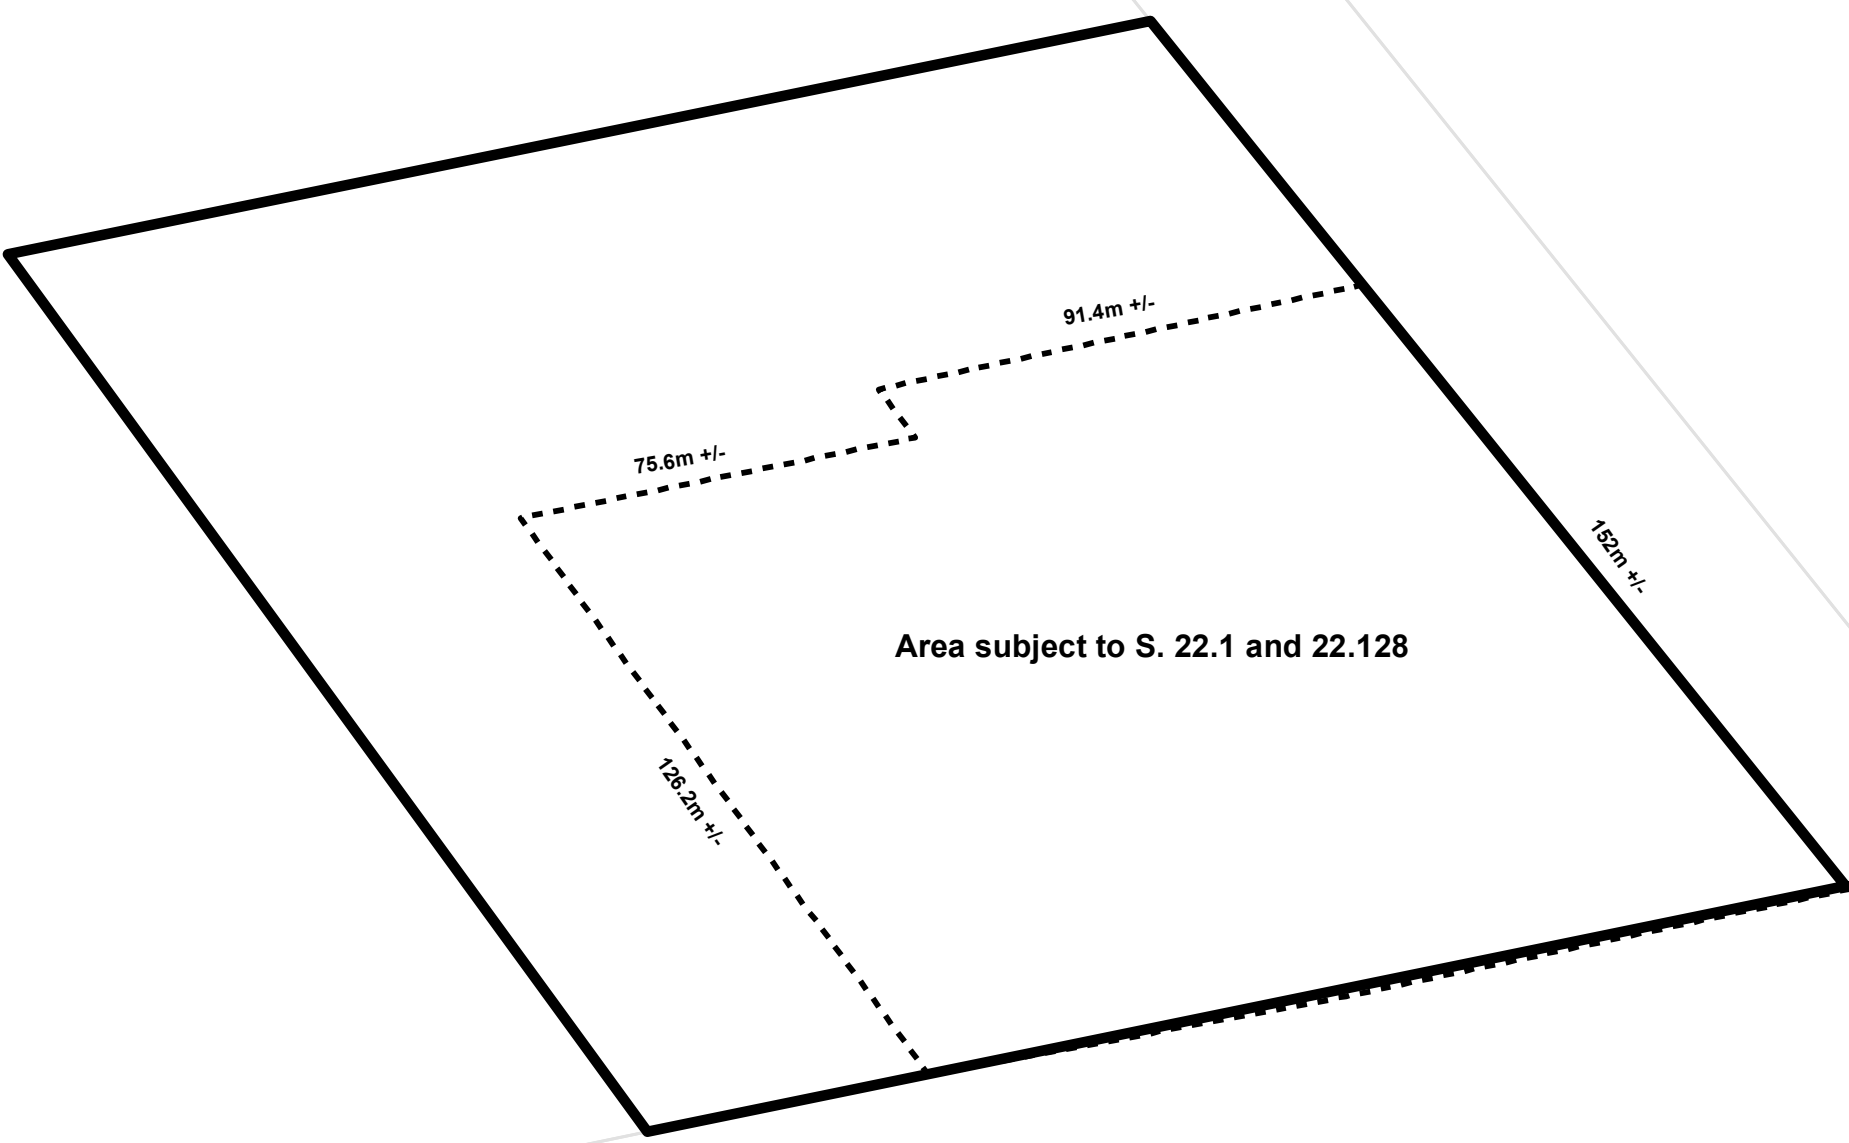 91.4m +/-
75.6m +/-
152m +/-
Area subject to S. 22.1 and 22.128
126.2m +/-